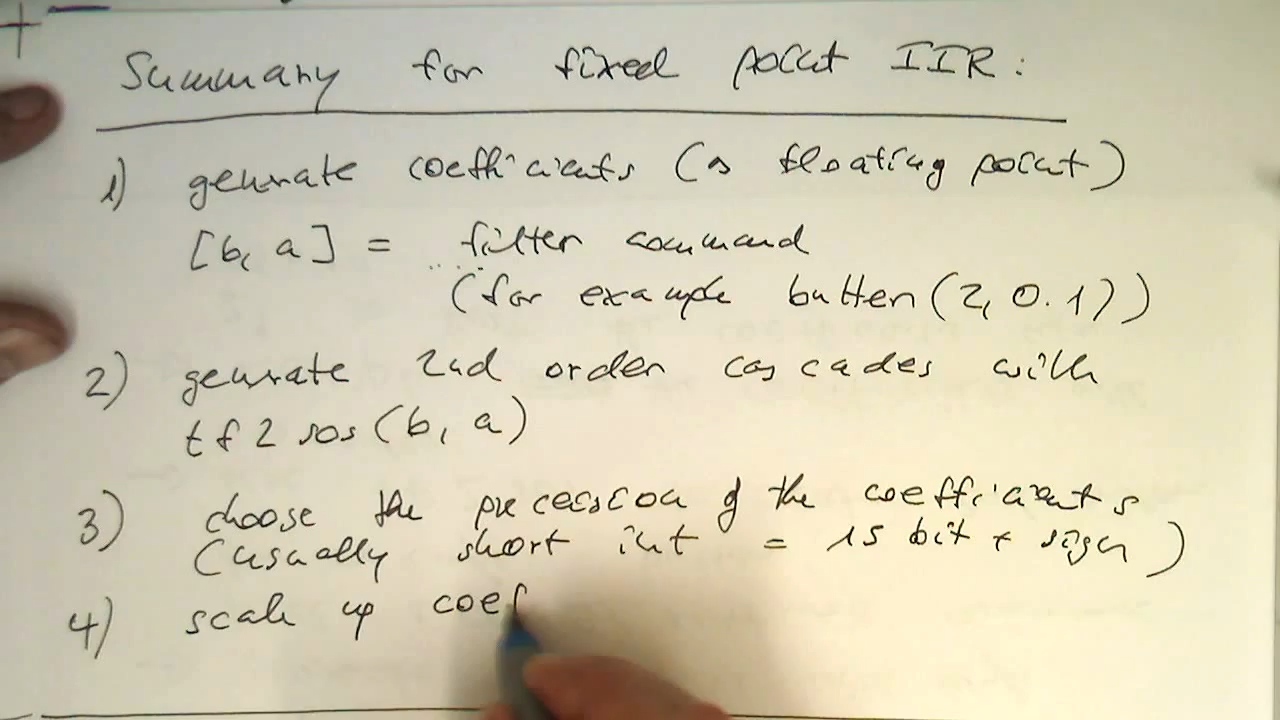 Summary for fixed point IIR:
1) generate coefficients (as floating point)
[b, a] = filter command
(for example butter(2, 0.1))
2) generate 2nd order cascades with
tf2sos(b, a)
3) choose the precision of the coefficients
(usually short int = 15 bit + sign)
4) scale up coef